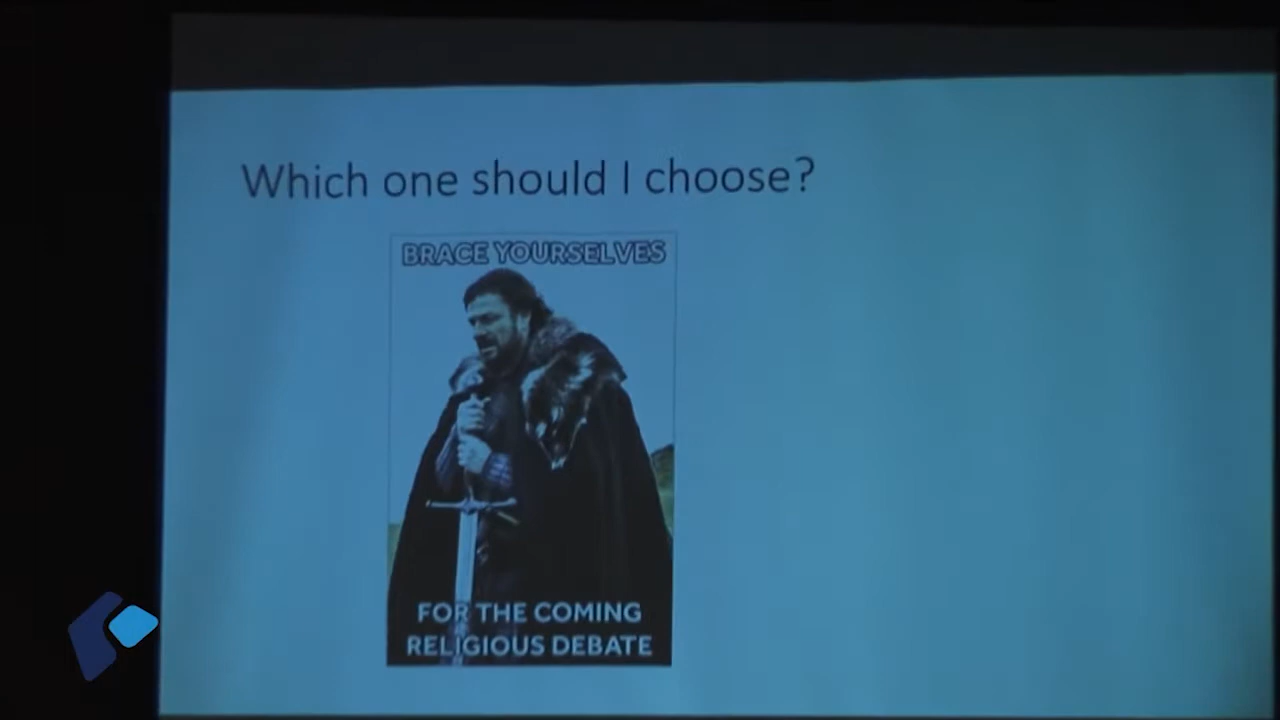 Which one should I choose?
BRACE YOURSELVES
FOR THE COMING
RELIGIOUS DEBATE